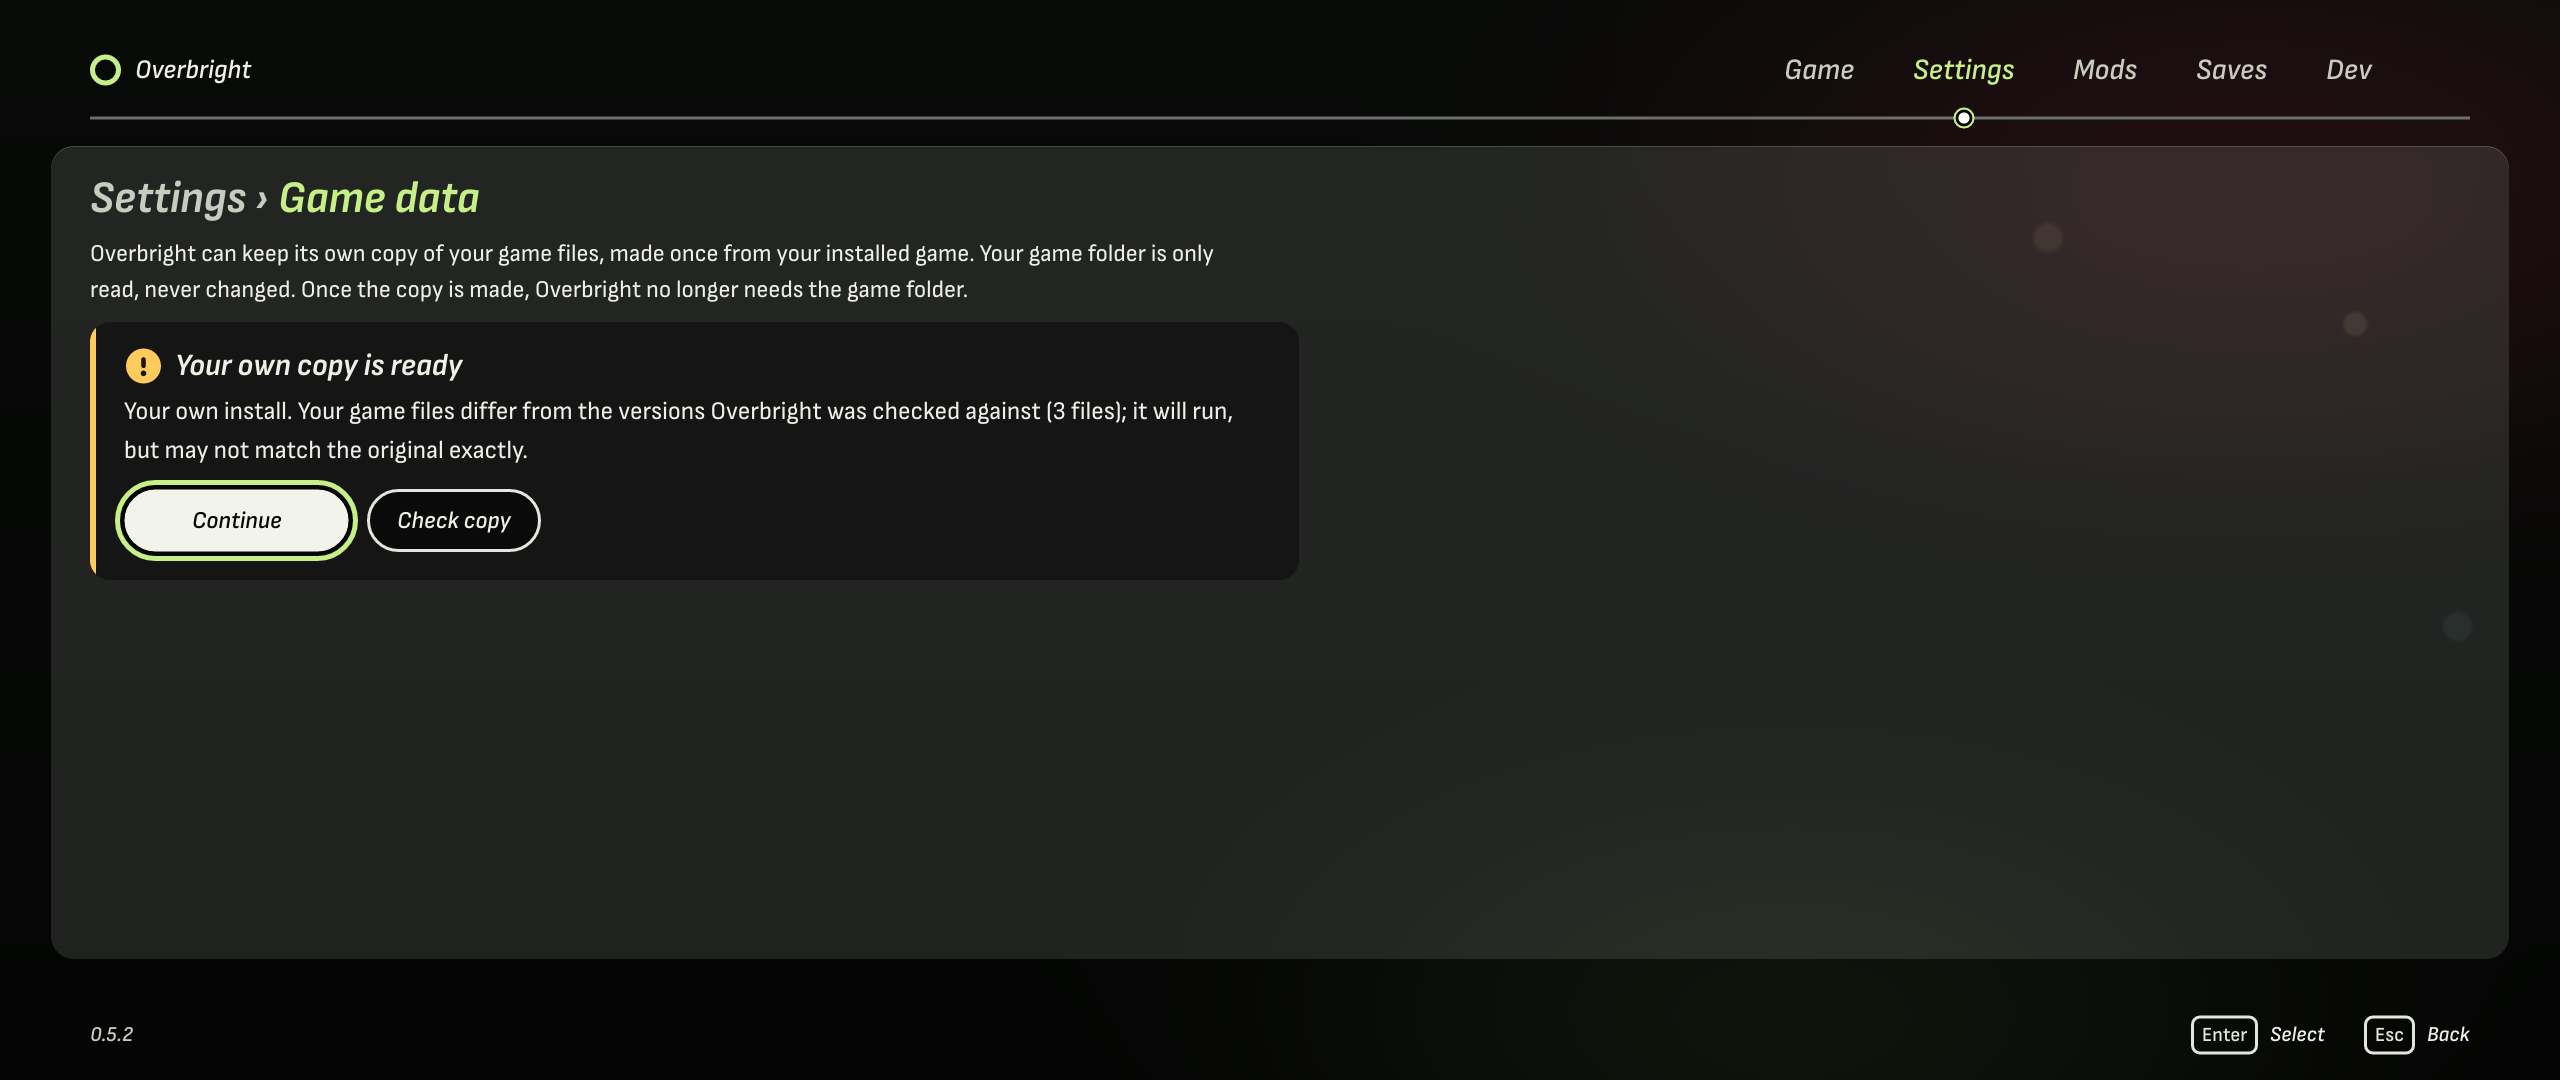 Overbright
Game Settings Mods Saves Dev
Settings › Game data
Overbright can keep its own copy of your game files, made once from your installed game. Your game folder is only
read, never changed. Once the copy is made, Overbright no longer needs the game folder.
Your own copy is ready
Your own install. Your game files differ from the versions Overbright was checked against (3 files); it will run,
but may not match the original exactly.
Continue Check copy
0.5.2
Enter Select Esc Back